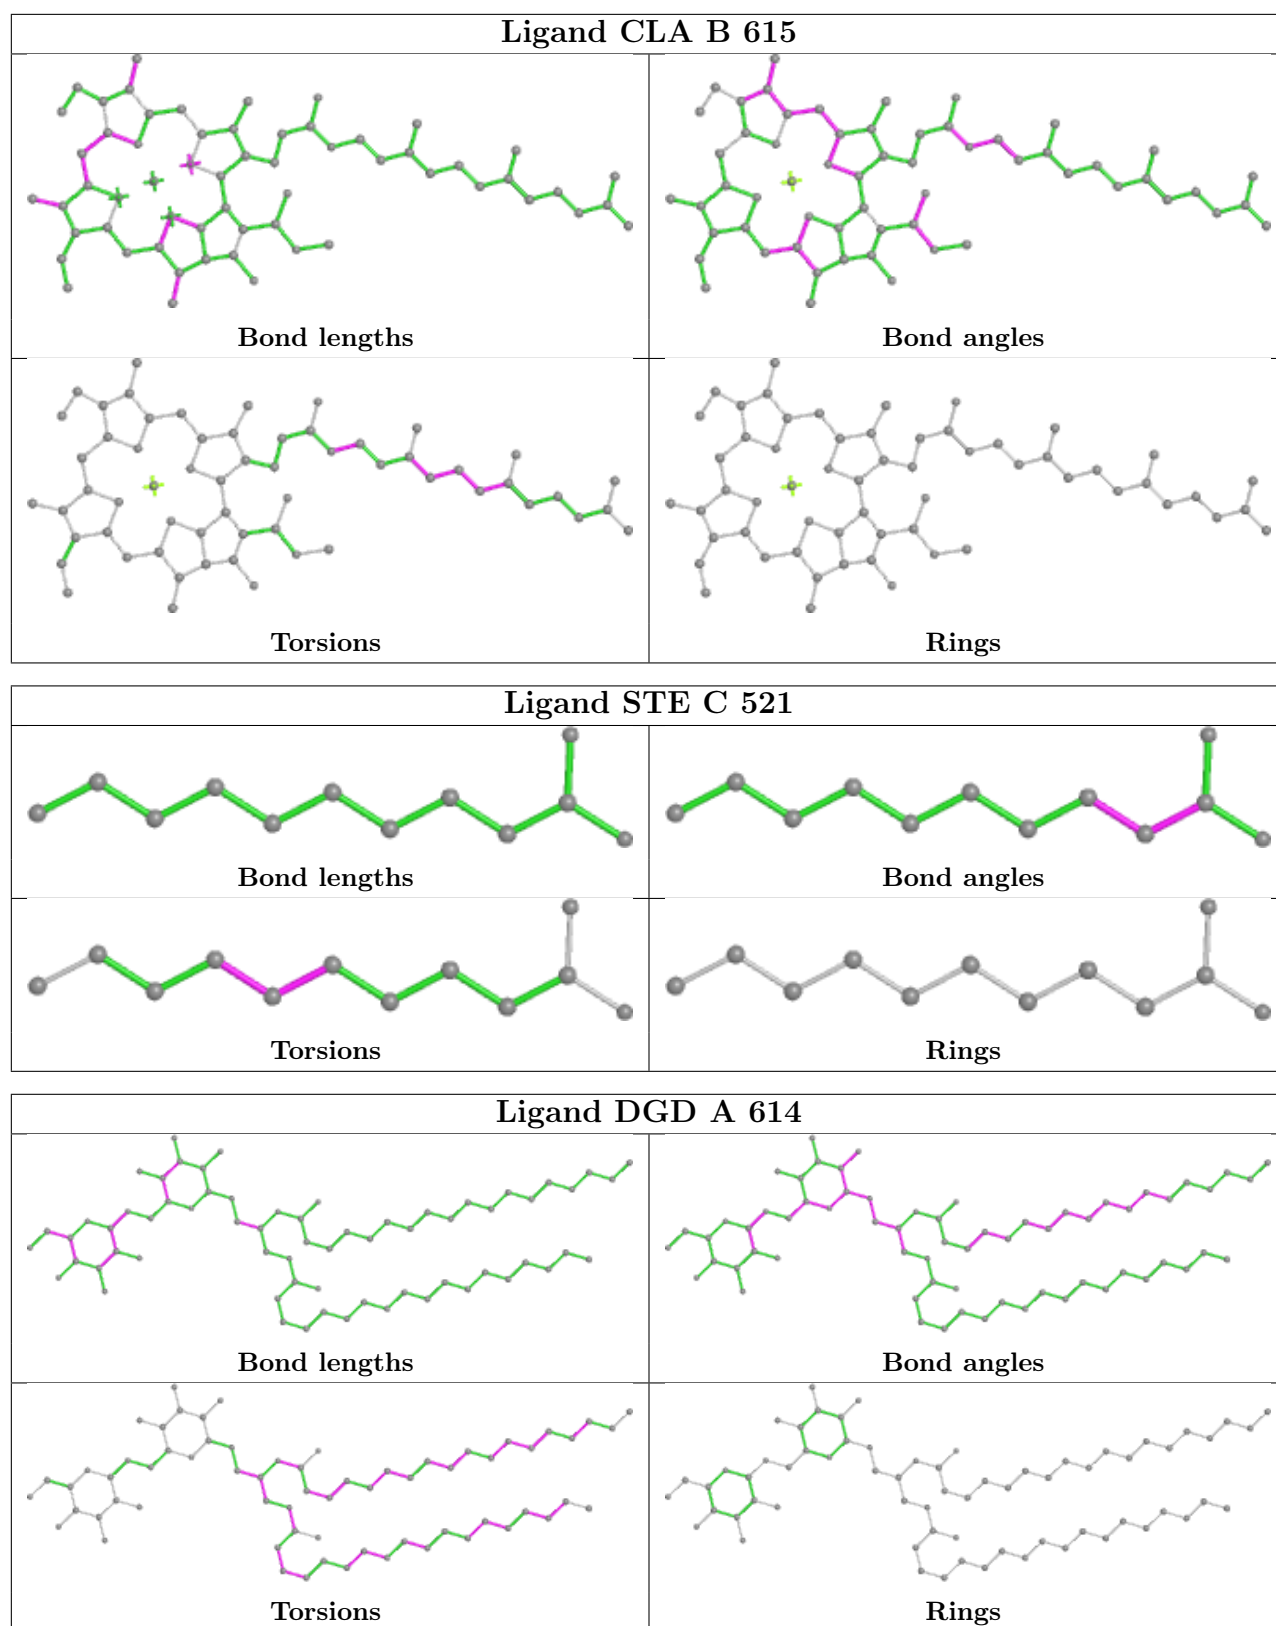 Ligand CLA B 615
Bond lengths
Bond angles
Torsions
Rings
Ligand STE C 521
Bond lengths
Bond angles
Torsions
Rings
Ligand DGD A 614
Bond lengths
Bond angles
Torsions
Rings